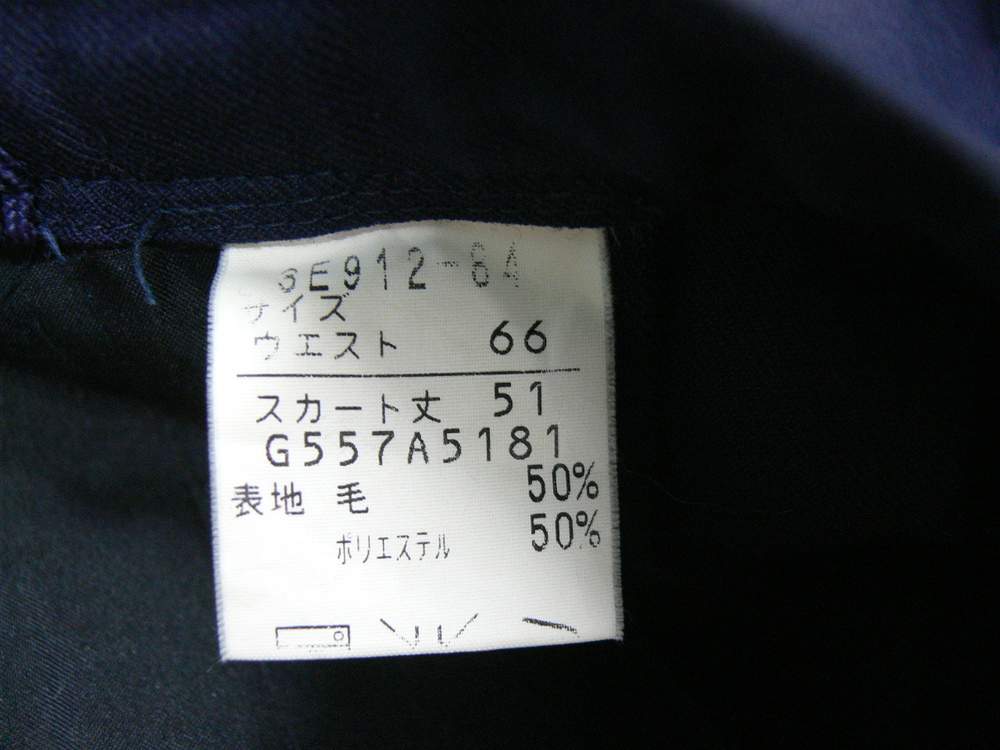 3E912-64
サイズ
ウエスト 66
スカート丈 51
G557A5181
表地 毛 50%
ポリエステル 50%